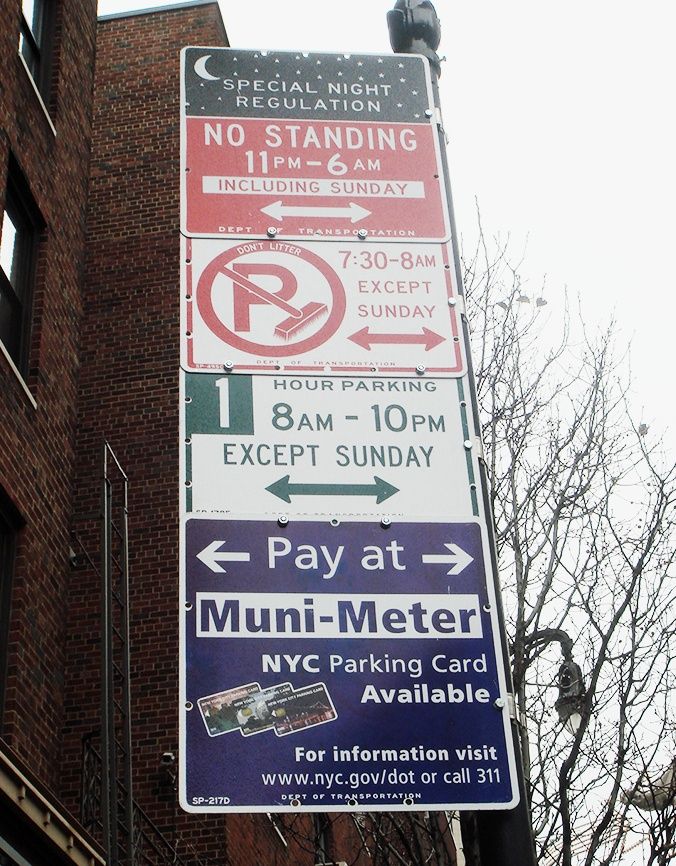 SPECIAL NIGHT
REGULATION
NO STANDING
11PM-6AM
INCLUDING SUNDAY
DEPT OF TRANSPORTATION
DON'T LITTER
P
7:30-8AM
EXCEPT
SUNDAY
DEPT OF TRANSPORTATION
1
HOUR PARKING
8AM - 10PM
EXCEPT SUNDAY
Pay at
Muni-Meter
NYC Parking Card
Available
For information visit
www.nyc.gov/dot or call 311
DEPT OF TRANSPORTATION
SP-217D